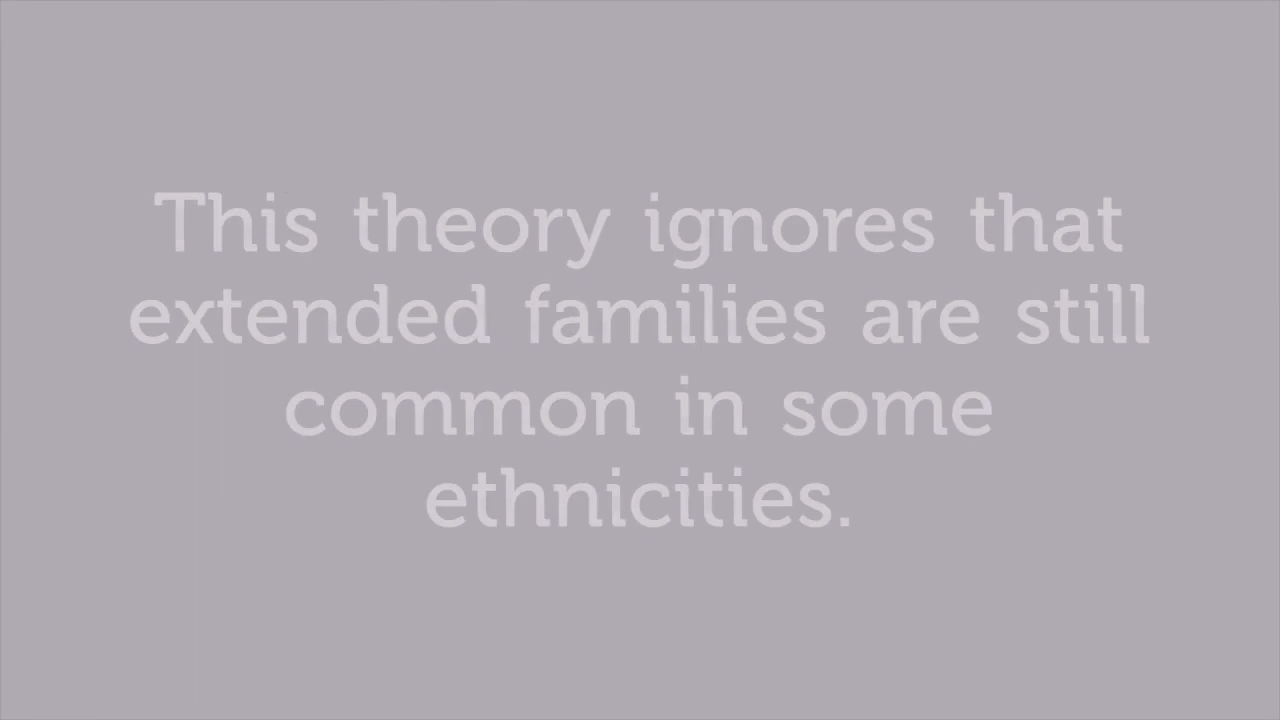 This theory ignores that
extended families are still
common in some
ethnicities.